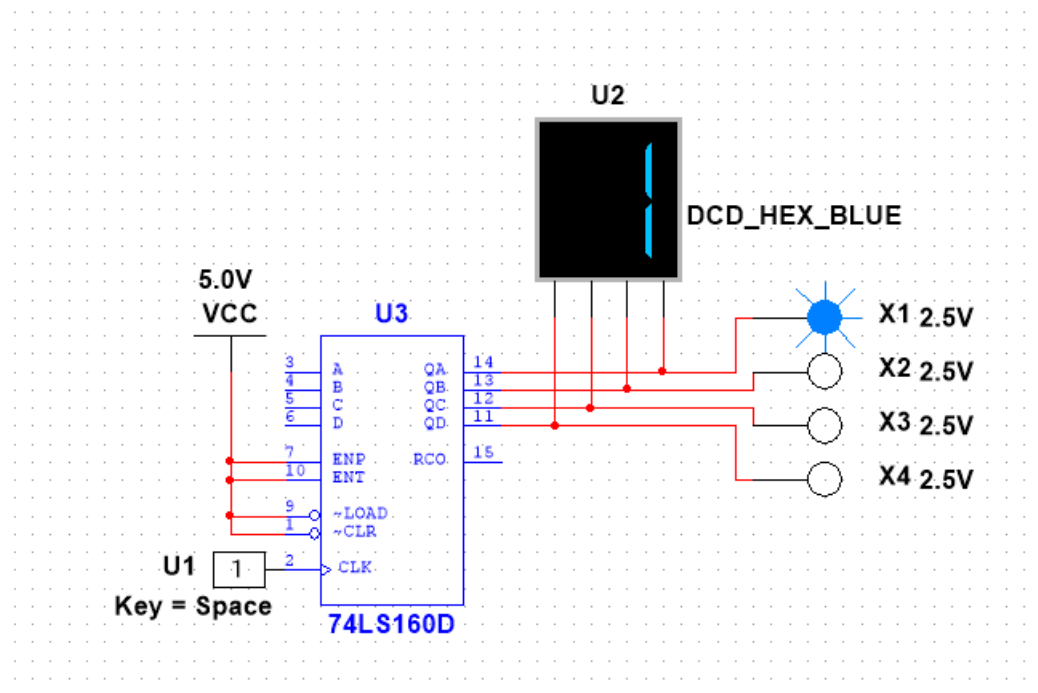 U2
DCD_HEX_BLUE
5.0V
VCC
U3
X1 2.5V
X2 2.5V
X3 2.5V
X4 2.5V
3 A QA 14
4 B QB 13
5 C QC 12
6 D QD 11
7 ENP RCO 15
10 ENT
9 ~LOAD
1 ~CLR
U1 1 2 CLK
Key = Space
74LS160D